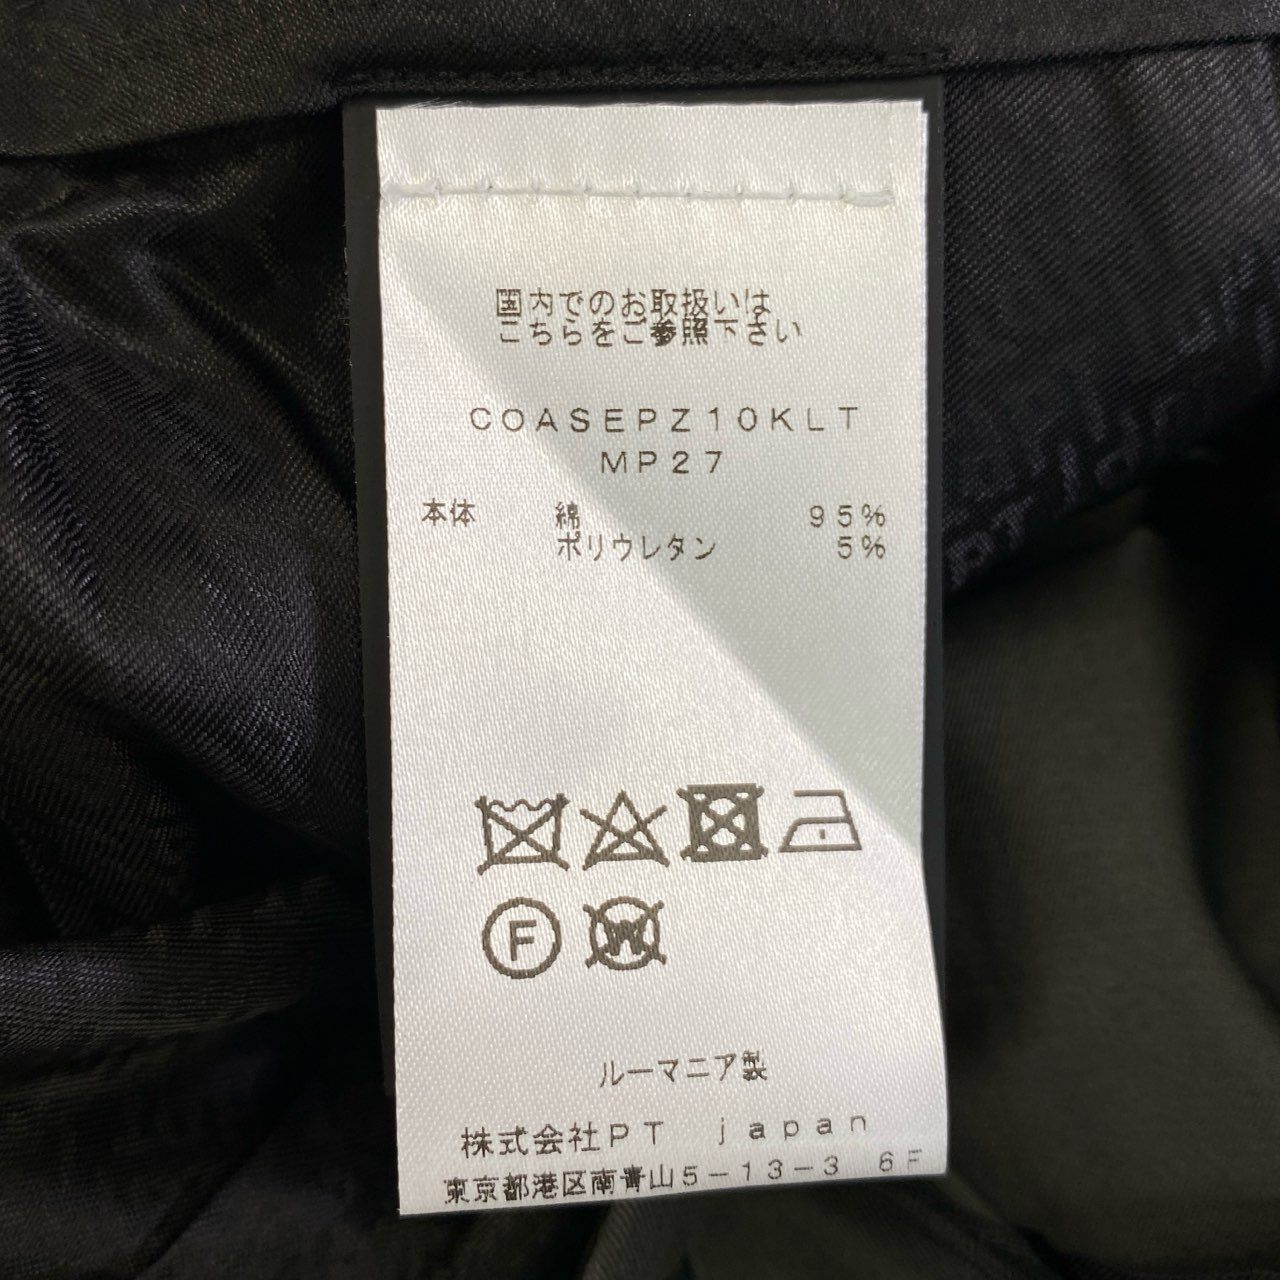 国内でのお取扱いは
こちらをご参照下さい
COASEPZ10KLT
MP27
本体 綿 95%
ポリウレタン 5%
F
W
ルーマニア製
株式会社PT japan
東京都港区南青山5-13-3 6F